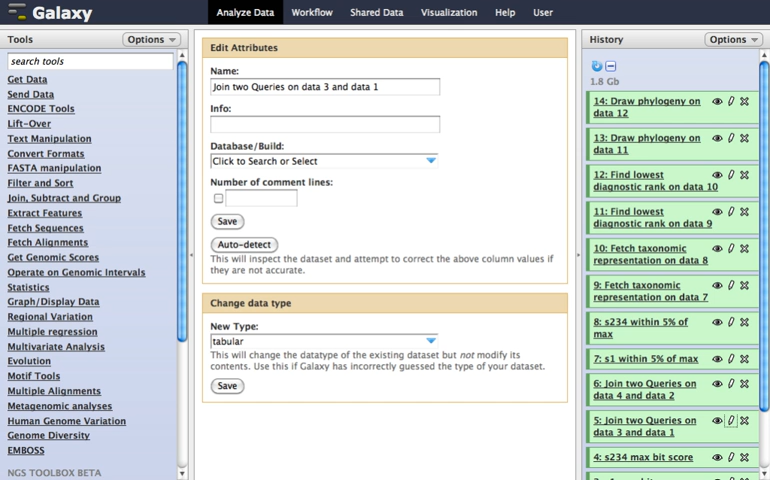 Galaxy
Analyze Data
Workflow
Shared Data
Visualization
Help
User
Tools
Options
search tools
Get Data
Send Data
ENCODE Tools
Lift-Over
Text Manipulation
Convert Formats
FASTA manipulation
Filter and Sort
Join, Subtract and Group
Extract Features
Fetch Sequences
Fetch Alignments
Get Genomic Scores
Operate on Genomic Intervals
Statistics
Graph/Display Data
Regional Variation
Multiple regression
Multivariate Analysis
Evolution
Motif Tools
Multiple Alignments
Metagenomic analyses
Human Genome Variation
Genome Diversity
EMBOSS
NGS TOOLBOX BETA
Edit Attributes
Name:
Join two Queries on data 3 and data 1
Info:
Database/Build:
Click to Search or Select
Number of comment lines:
Save
Auto-detect
This will inspect the dataset and attempt to correct the above column values if
they are not accurate.
Change data type
New Type:
tabular
This will change the datatype of the existing dataset but not modify its
contents. Use this if Galaxy has incorrectly guessed the type of your dataset.
Save
History
Options
1.8 Gb
14: Draw phylogeny on
data 12
13: Draw phylogeny on
data 11
12: Find lowest
diagnostic rank on data 10
11: Find lowest
diagnostic rank on data 9
10: Fetch taxonomic
representation on data 8
9: Fetch taxonomic
representation on data 7
8: s234 within 5% of
max
7: s1 within 5% of max
6: Join two Queries on
data 4 and data 2
5: Join two Queries on
data 3 and data 1
4: s234 max bit score